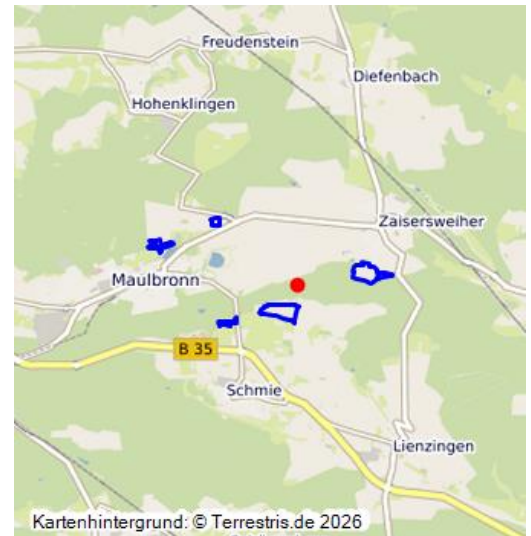 Freudenstein
Diefenbach
Hohenklingen
Zaisersweiher
Maulbronn
B 35
Schmie
Lienzingen
Kartenhintergrund: © Terrestris.de 2026